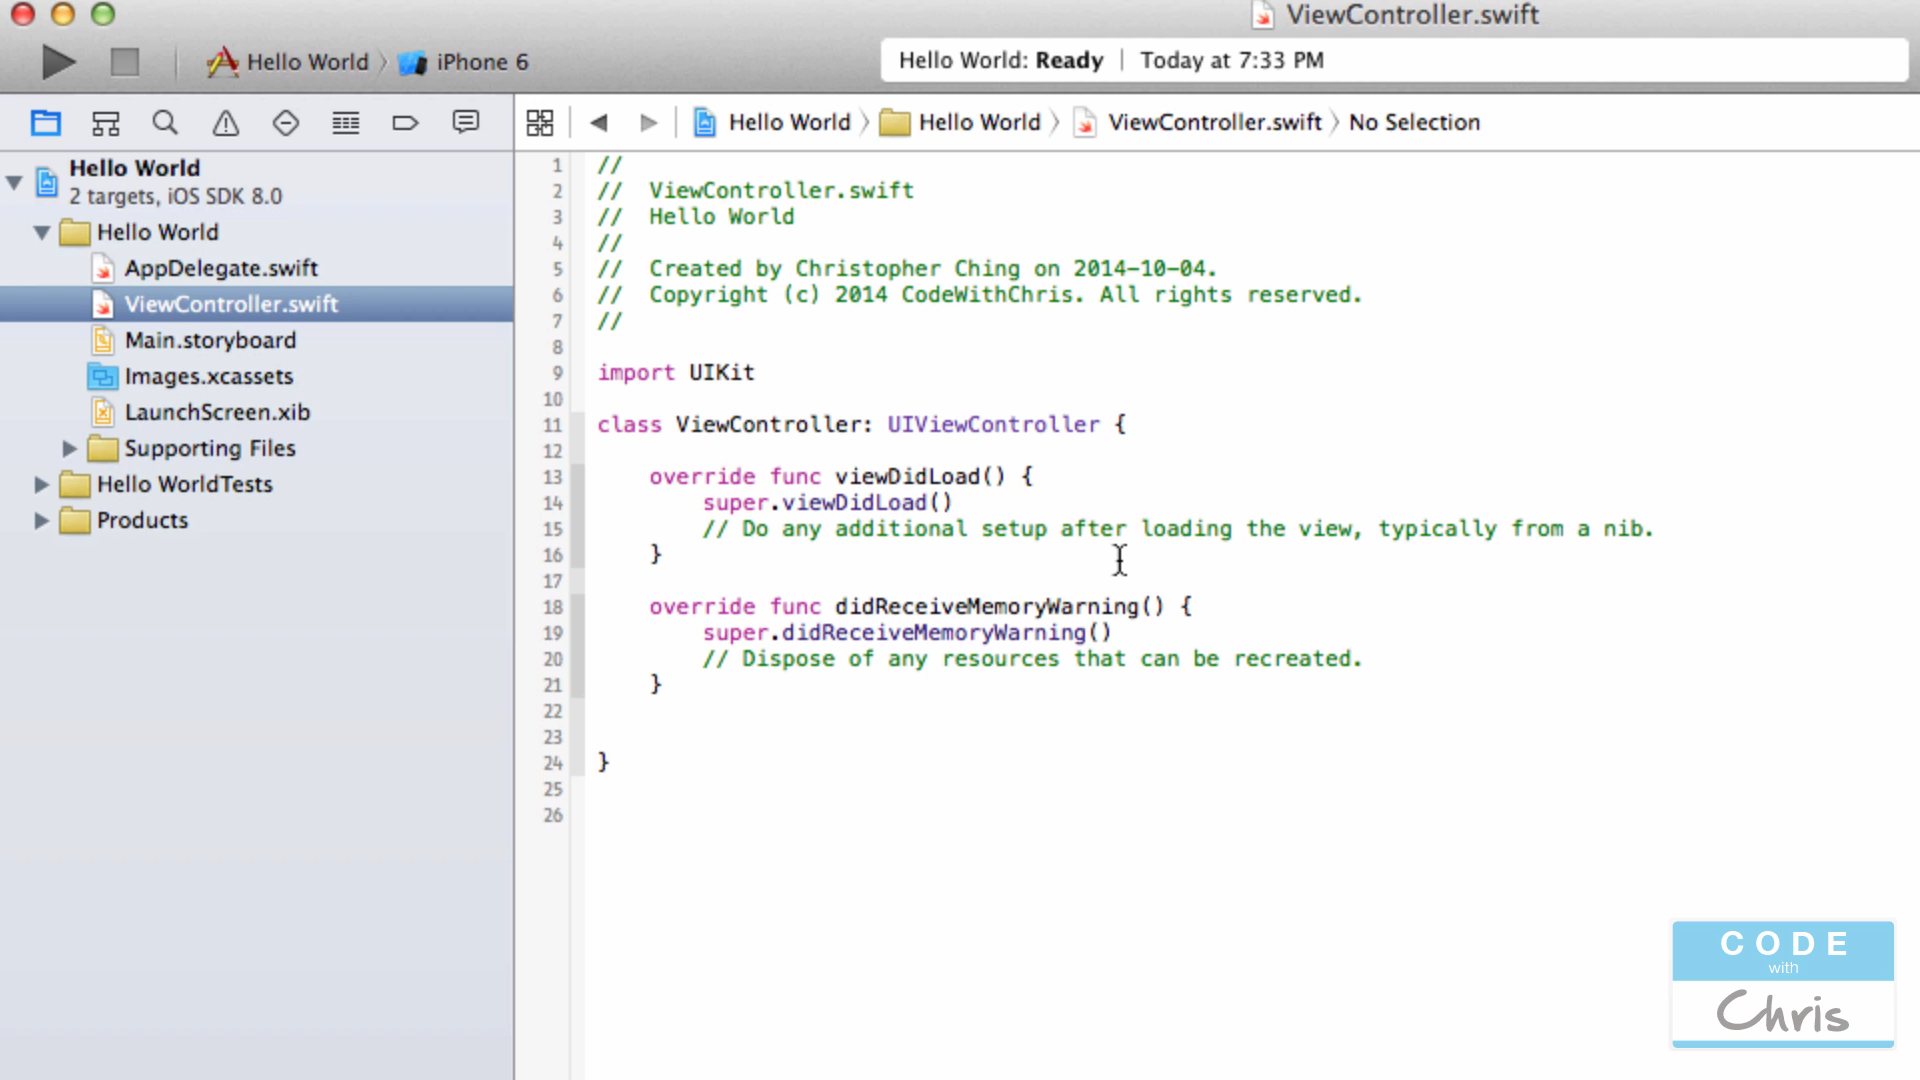 ViewController.swift
Hello World 〉 iPhone 6
Hello World: Ready | Today at 7:33 PM
Hello World 〉 Hello World 〉 ViewController.swift 〉 No Selection
Hello World
2 targets, iOS SDK 8.0
Hello World
AppDelegate.swift
ViewController.swift
Main.storyboard
Images.xcassets
LaunchScreen.xib
Supporting Files
Hello WorldTests
Products
1 //
2 //  ViewController.swift
3 //  Hello World
4 //
5 //  Created by Christopher Ching on 2014-10-04.
6 //  Copyright (c) 2014 CodeWithChris. All rights reserved.
7 //
8
9 import UIKit
10
11 class ViewController: UIViewController {
12
13     override func viewDidLoad() {
14         super.viewDidLoad()
15         // Do any additional setup after loading the view, typically from a nib.
16     }
17
18     override func didReceiveMemoryWarning() {
19         super.didReceiveMemoryWarning()
20         // Dispose of any resources that can be recreated.
21     }
22
23
24 }
25
26
CODE
with
Chris